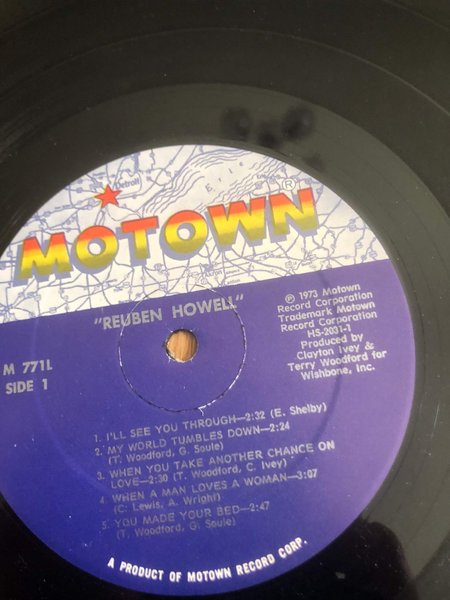 Detroit
Erie
MOTOWN®
"REUBEN HOWELL"
M 771L
SIDE 1
℗ 1973 Motown
Record Corporation
Trademark Motown
Record Corporation
HS-2031-1
Produced by
Clayton Ivey &
Terry Woodford for
Wishbone, Inc.
1. I'LL SEE YOU THROUGH—2:32 (E. Shelby)
2. MY WORLD TUMBLES DOWN—2:24
(T. Woodford, G. Soule)
3. WHEN YOU TAKE ANOTHER CHANCE ON
LOVE—2:30 (T. Woodford, C. Ivey)
4. WHEN A MAN LOVES A WOMAN—3:07
(C. Lewis, A. Wright)
5. YOU MADE YOUR BED—2:47
(T. Woodford, G. Soule)
A PRODUCT OF MOTOWN RECORD CORP.